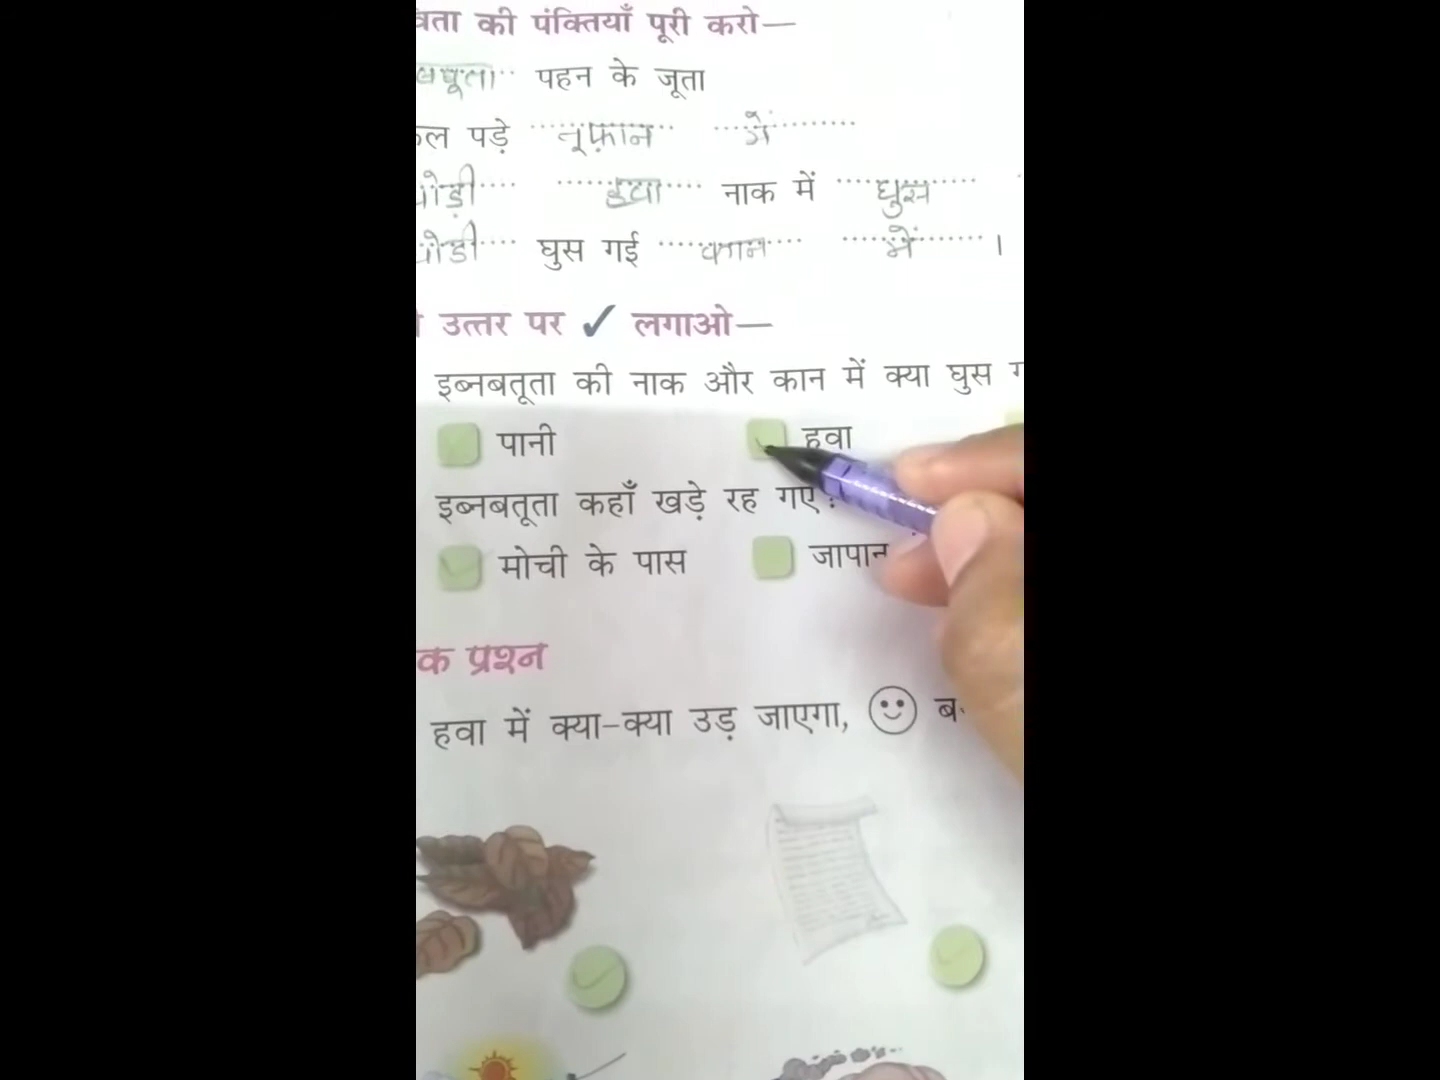 की पंक्तियाँ पूरी करो—
पहन के जूता
पड़े तूफ़ान में
हवा नाक में घुस
घुस गई कान में ।
उत्तर पर ✓ लगाओ—
इब्नबतूता की नाक और कान में क्या घुस
पानी हवा
इब्नबतूता कहाँ खड़े रह गए
मोची के पास जापान
प्रश्न
हवा में क्या-क्या उड़ जाएगा,